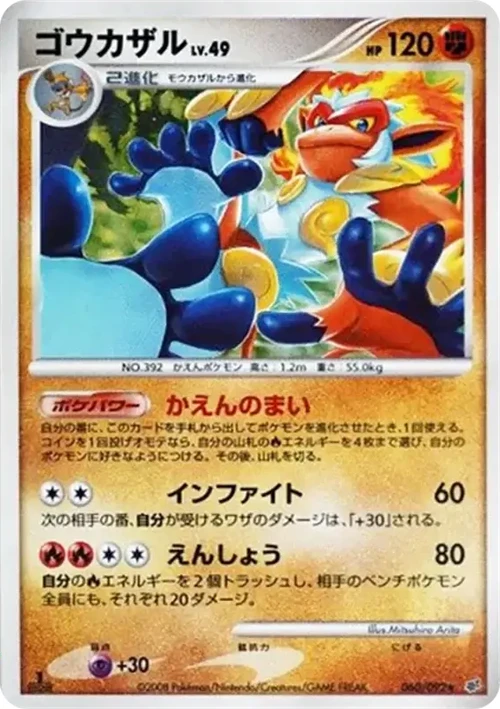 ゴウカザル LV.49 HP 120
2進化 モウカザルから進化
NO.392 かえんポケモン 高さ:1.2m 重さ:55.0kg
ポケパワー かえんのまい
自分の番に、このカードを手札から出してポケモンを進化させたとき、1回使える。
コインを1回投げオモテなら、自分の山札の エネルギーを4枚まで選び、自分の
ポケモンに好きなようにつける。その後、山札を切る。
インファイト 60
次の相手の番、自分が受けるワザのダメージは、「+30」される。
えんしょう 80
自分の エネルギーを2個トラッシュし、相手のベンチポケモン
全員にも、それぞれ20ダメージ。
Illus.Mitsuhiro Arita
弱点 抵抗力 にげる
+30
©2008 Pokémon/Nintendo/Creatures/GAME FREAK.
060/092